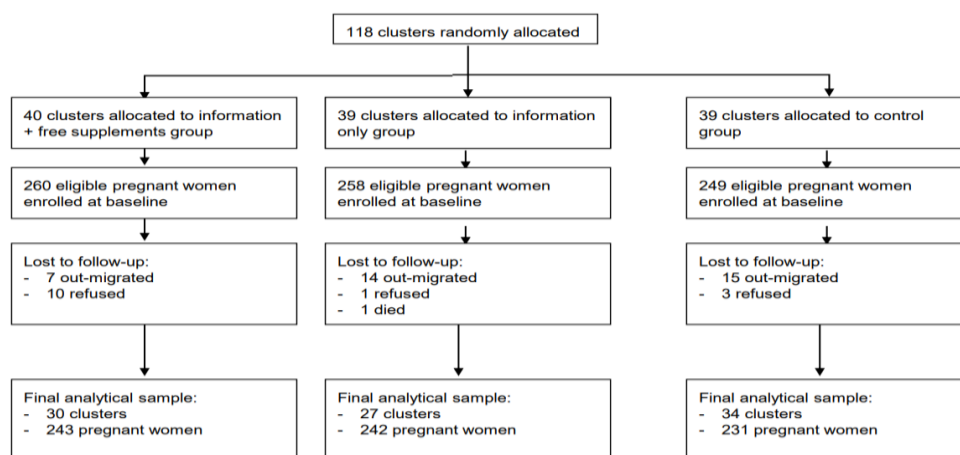 118 clusters randomly allocated
40 clusters allocated to information
+ free supplements group
39 clusters allocated to information
only group
39 clusters allocated to control
group
260 eligible pregnant women
enrolled at baseline
258 eligible pregnant women
enrolled at baseline
249 eligible pregnant women
enrolled at baseline
Lost to follow-up:
- 7 out-migrated
- 10 refused
Lost to follow-up:
- 14 out-migrated
- 1 refused
- 1 died
Lost to follow-up:
- 15 out-migrated
- 3 refused
Final analytical sample:
- 30 clusters
- 243 pregnant women
Final analytical sample:
- 27 clusters
- 242 pregnant women
Final analytical sample:
- 34 clusters
- 231 pregnant women